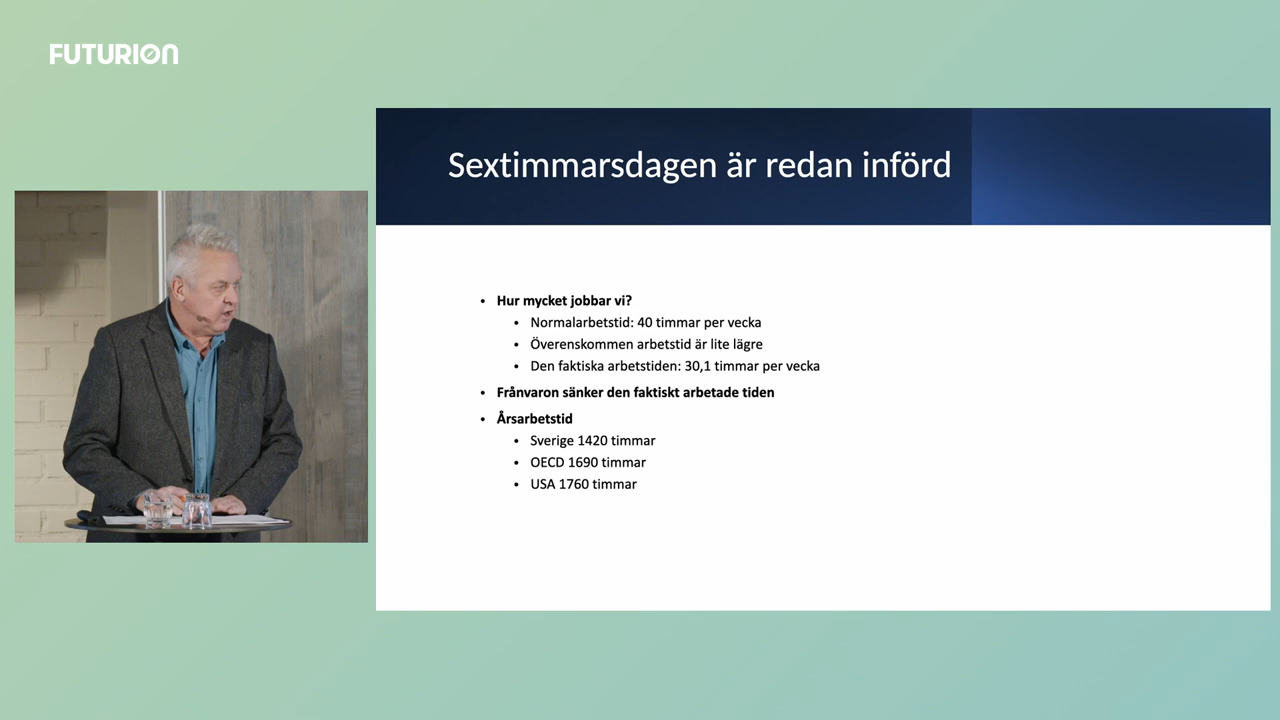 FUTURION
Sextimmarsdagen är redan införd
• Hur mycket jobbar vi?
• Normalarbetstid: 40 timmar per vecka
• Överenskommen arbetstid är lite lägre
• Den faktiska arbetstiden: 30,1 timmar per vecka
• Frånvaron sänker den faktiskt arbetade tiden
• Årsarbetstid
• Sverige 1420 timmar
• OECD 1690 timmar
• USA 1760 timmar